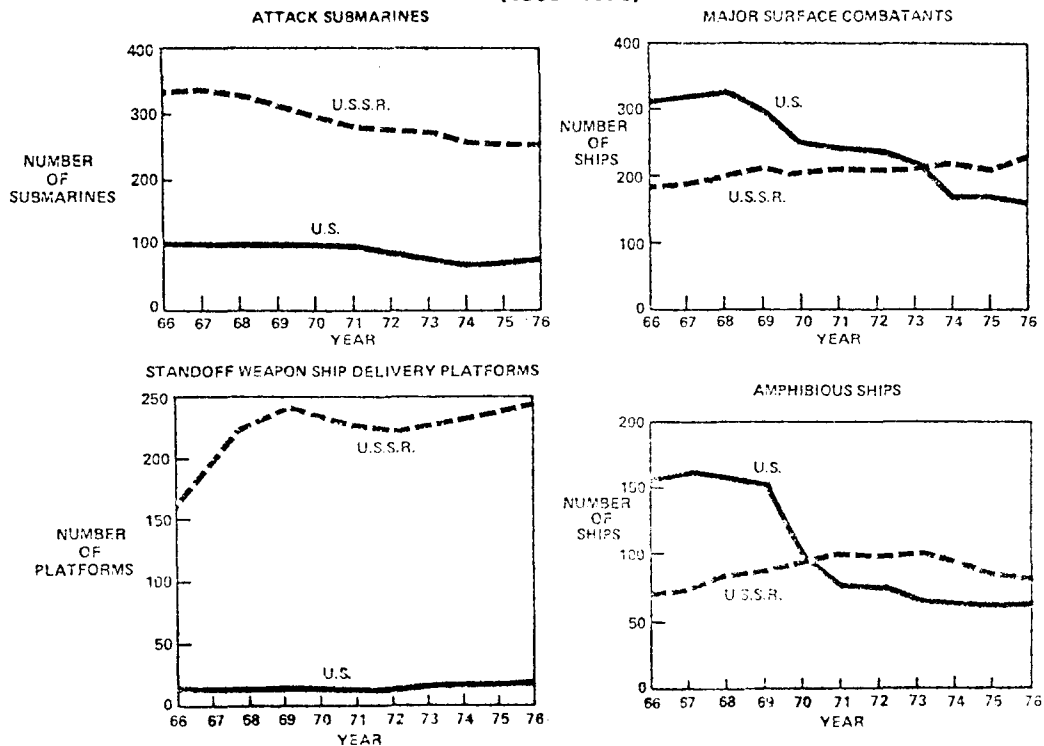 ATTACK SUBMARINES
400
300
200
100
0
NUMBER
OF
SUBMARINES
U.S.S.R.
U.S.
66 67 68 69 70 71 72 73 74 75 76
YEAR
MAJOR SURFACE COMBATANTS
400
300
200
100
0
NUMBER
OF
SHIPS
U.S.
U.S.S.R.
66 67 68 69 70 71 72 73 74 75 76
YEAR
STANDOFF WEAPON SHIP DELIVERY PLATFORMS
250
200
150
100
50
0
NUMBER
OF
PLATFORMS
U.S.S.R.
U.S.
66 67 68 69 70 71 72 73 74 75 76
YEAR
AMPHIBIOUS SHIPS
200
150
100
50
0
NUMBER
OF
SHIPS
U.S.
U.S.S.R.
66 67 68 69 70 71 72 73 74 75 76
YEAR